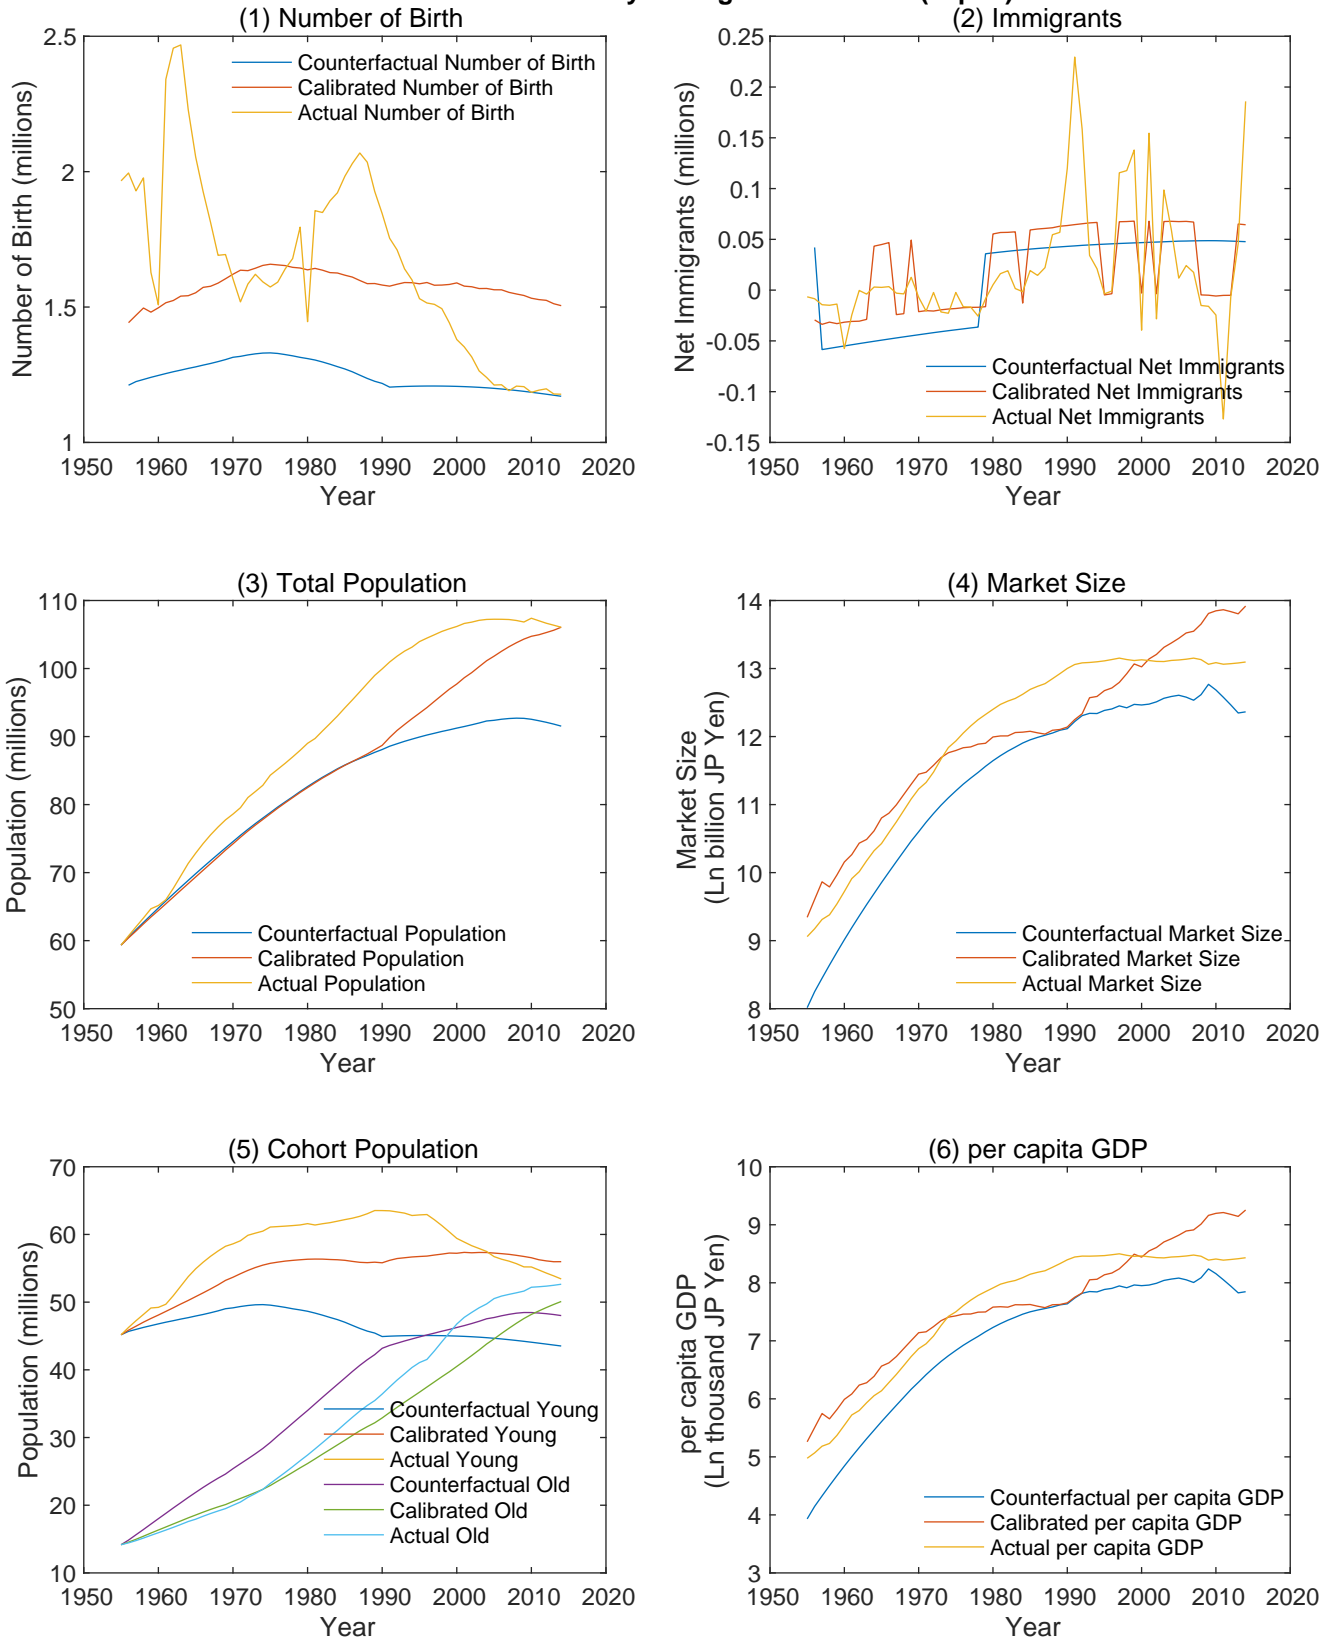 (1) Number of Birth
2.5
2
1.5
1
Number of Birth (millions)
Counterfactual Number of Birth
Calibrated Number of Birth
Actual Number of Birth
1950 1960 1970 1980 1990 2000 2010 2020
Year
(2) Immigrants
0.25
0.2
0.15
0.1
0.05
0
-0.05
-0.1
-0.15
Net Immigrants (millions)
Counterfactual Net Immigrants
Calibrated Net Immigrants
Actual Net Immigrants
1950 1960 1970 1980 1990 2000 2010 2020
Year
(3) Total Population
110
100
90
80
70
60
50
Population (millions)
Counterfactual Population
Calibrated Population
Actual Population
1950 1960 1970 1980 1990 2000 2010 2020
Year
(4) Market Size
14
13
12
11
10
9
8
Market Size
(Ln billion JP Yen)
Counterfactual Market Size
Calibrated Market Size
Actual Market Size
1950 1960 1970 1980 1990 2000 2010 2020
Year
(5) Cohort Population
70
60
50
40
30
20
10
Population (millions)
Counterfactual Young
Calibrated Young
Actual Young
Counterfactual Old
Calibrated Old
Actual Old
1950 1960 1970 1980 1990 2000 2010 2020
Year
(6) per capita GDP
10
9
8
7
6
5
4
3
per capita GDP
(Ln thousand JP Yen)
Counterfactual per capita GDP
Calibrated per capita GDP
Actual per capita GDP
1950 1960 1970 1980 1990 2000 2010 2020
Year